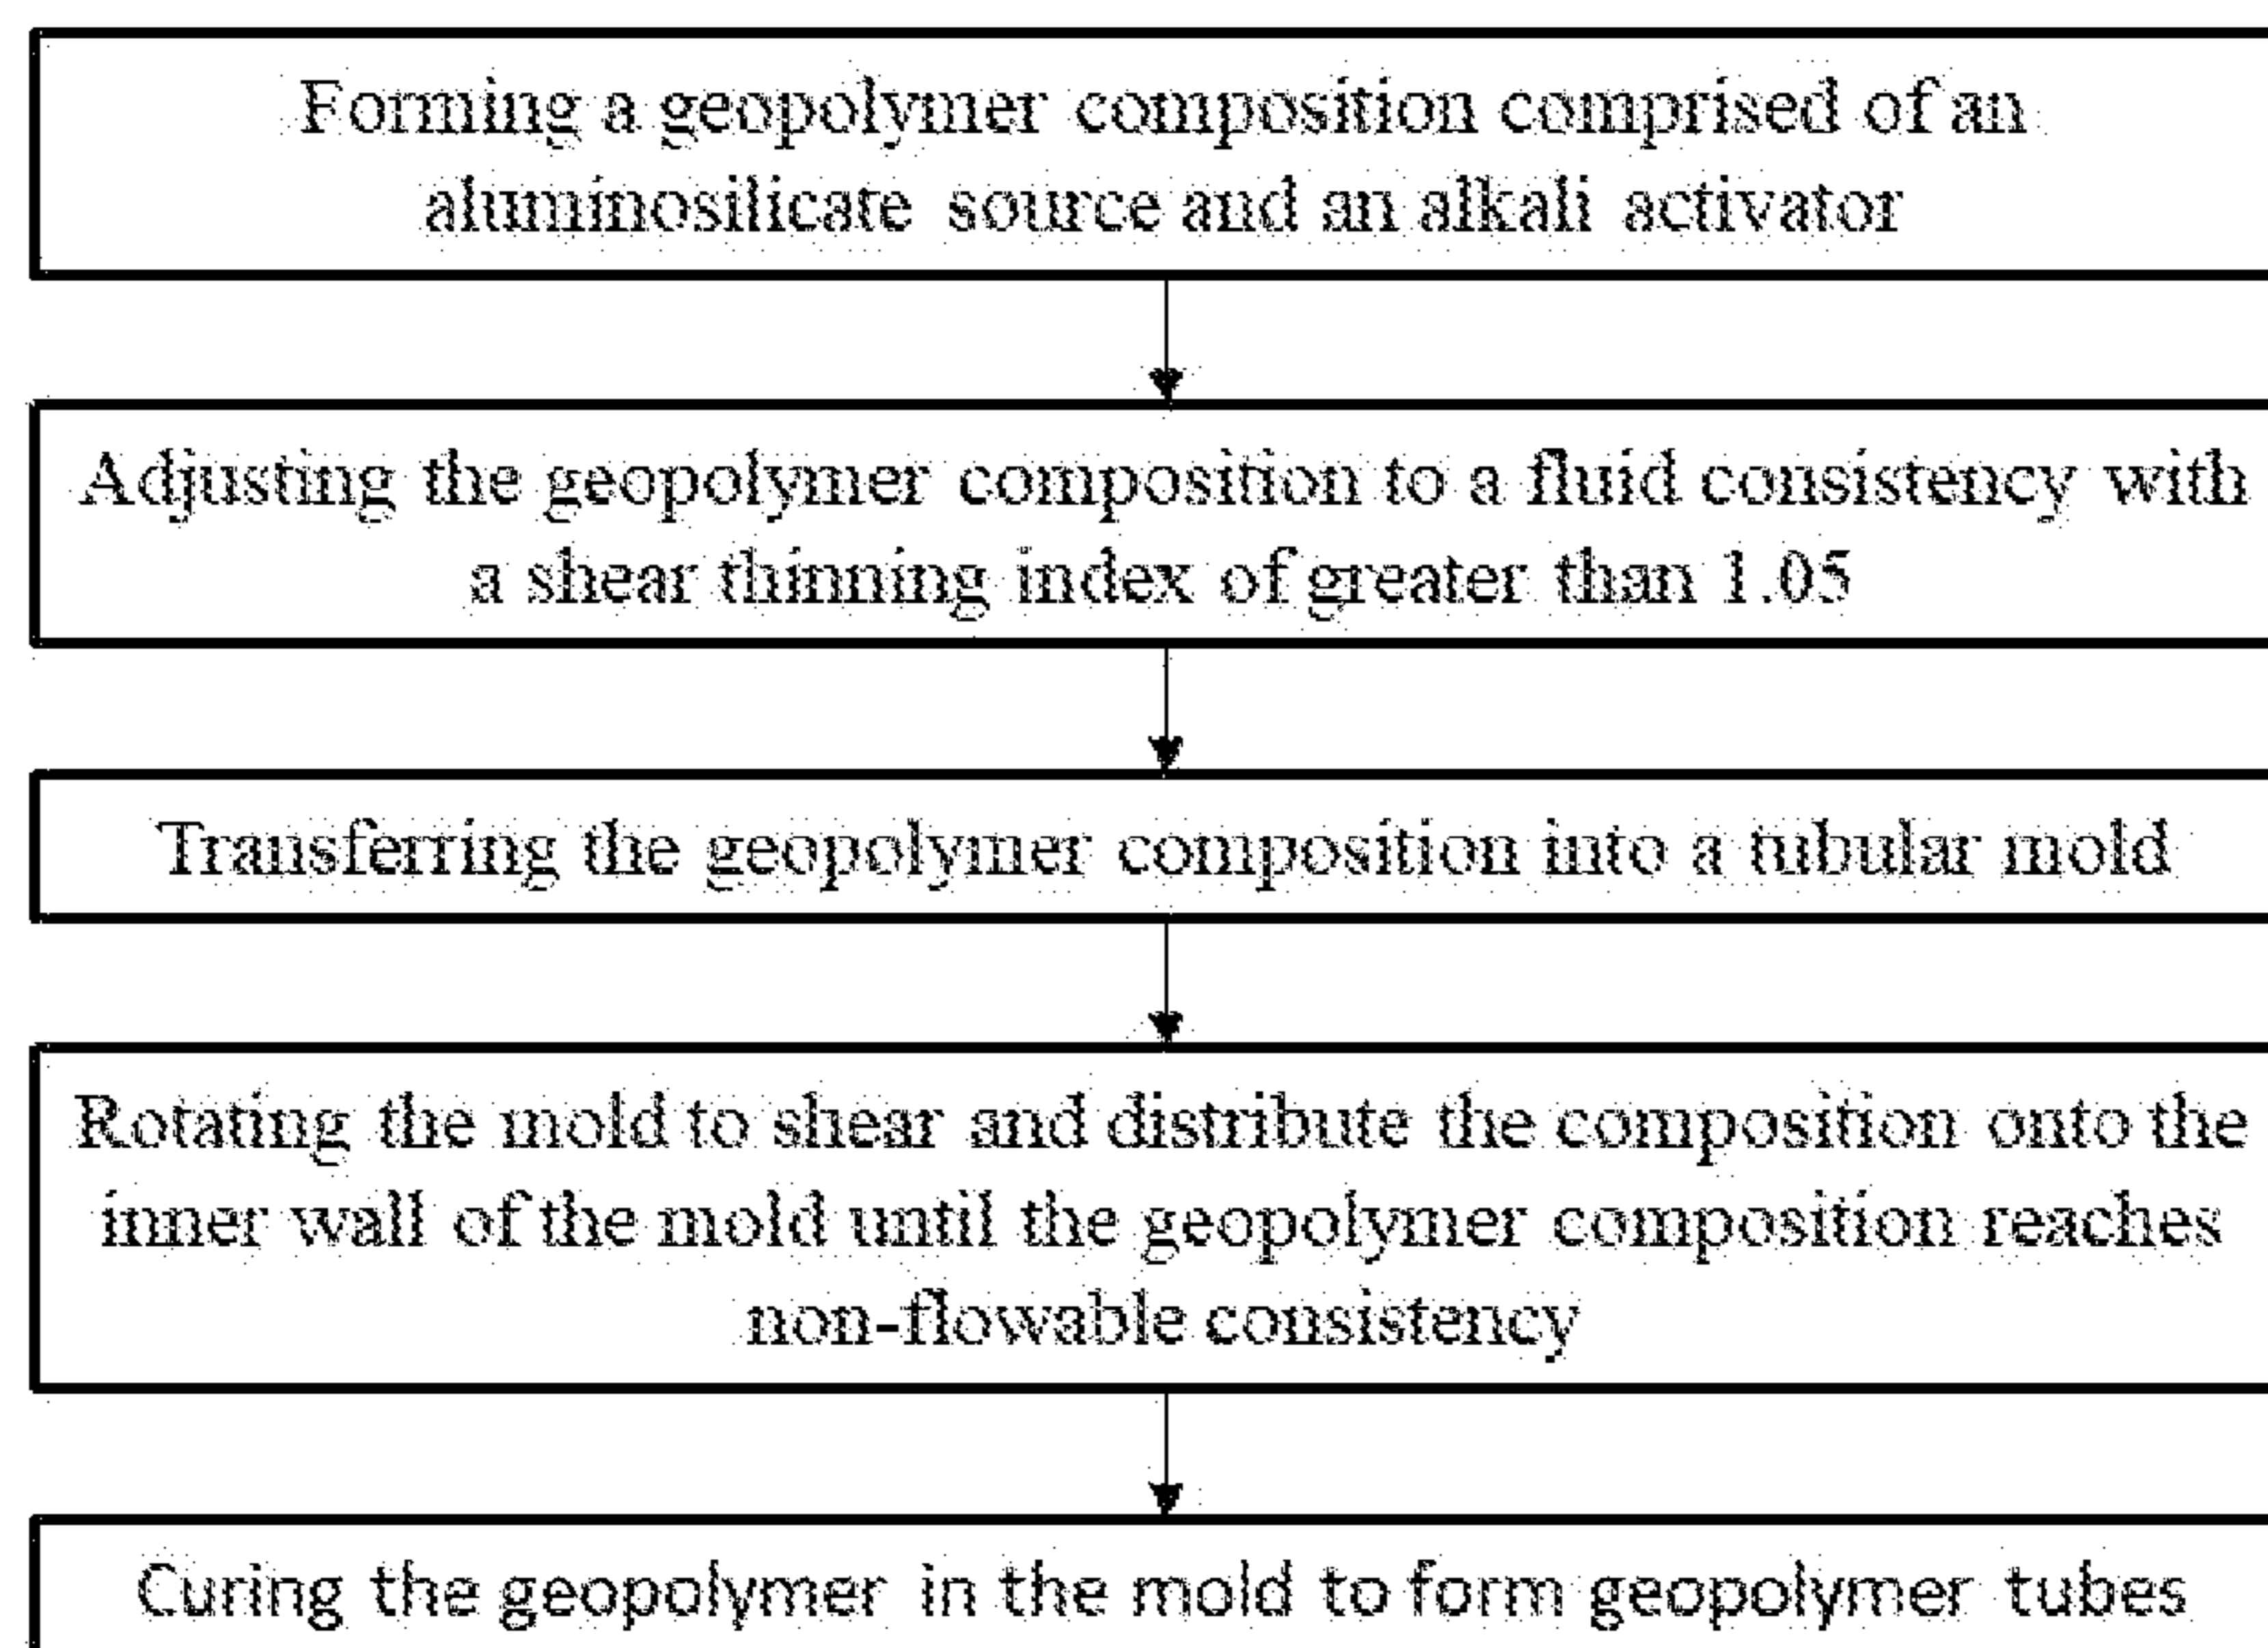 Forming a geopolymer composition comprised of an
aluminosilicate source and an alkali activator
Adjusting the geopolymer composition to a fluid consistency with
a shear thinning index of greater than 1.05
Transferring the geopolymer composition into a tubular mold
Rotating the mold to shear and distribute the composition onto the
inner wall of the mold until the geopolymer composition reaches
non-flowable consistency
Curing the geopolymer in the mold to form geopolymer tubes